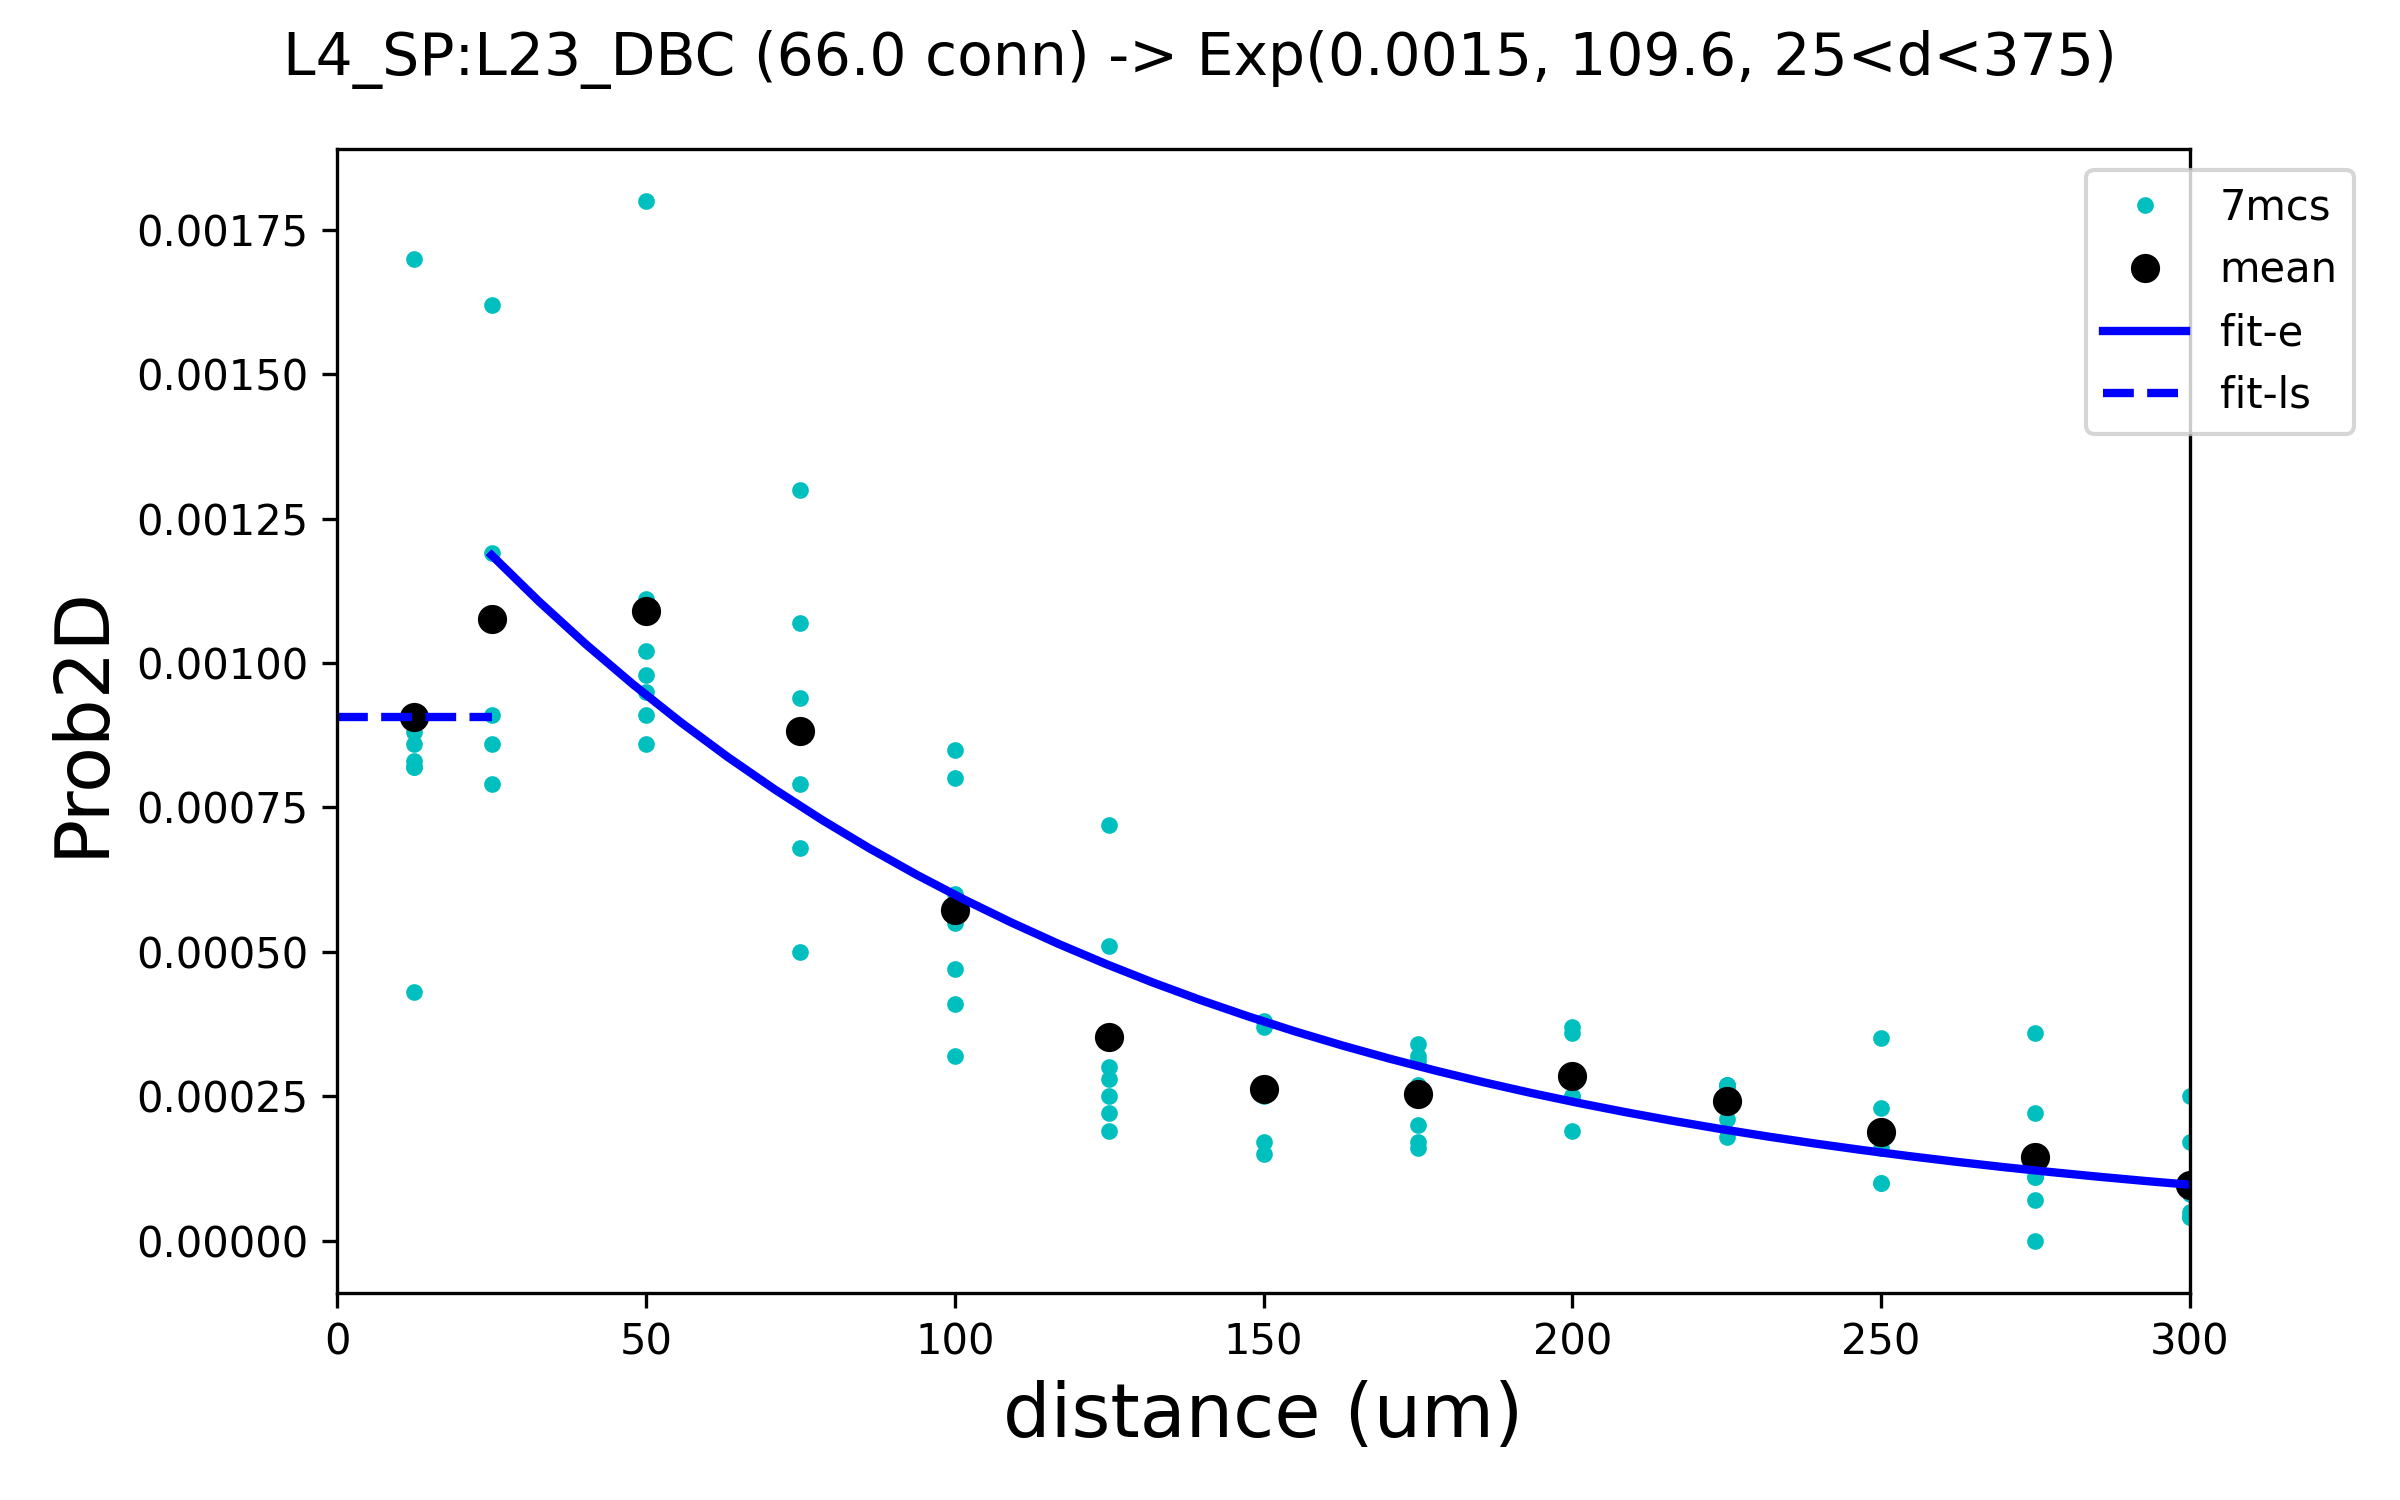 L4_SP:L23_DBC (66.0 conn) -> Exp(0.0015, 109.6, 25<d<375)
7mcs
mean
fit-e
fit-ls
Prob2D
0.00175
0.00150
0.00125
0.00100
0.00075
0.00050
0.00025
0.00000
0 50 100 150 200 250 300
distance (um)